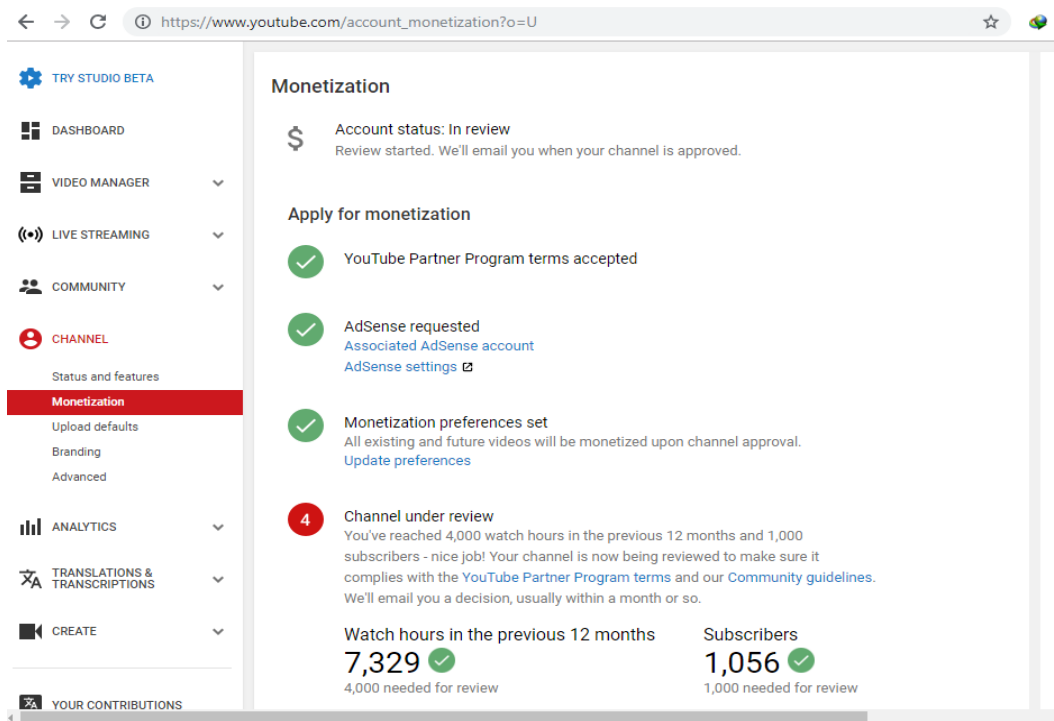 https://www.youtube.com/account_monetization?o=U
TRY STUDIO BETA
DASHBOARD
VIDEO MANAGER
LIVE STREAMING
COMMUNITY
CHANNEL
Status and features
Monetization
Upload defaults
Branding
Advanced
ANALYTICS
TRANSLATIONS &
TRANSCRIPTIONS
CREATE
YOUR CONTRIBUTIONS
Monetization
$
Account status: In review
Review started. We'll email you when your channel is approved.
Apply for monetization
YouTube Partner Program terms accepted
AdSense requested
Associated AdSense account
AdSense settings
Monetization preferences set
All existing and future videos will be monetized upon channel approval.
Update preferences
4
Channel under review
You've reached 4,000 watch hours in the previous 12 months and 1,000
subscribers - nice job! Your channel is now being reviewed to make sure it
complies with the YouTube Partner Program terms and our Community guidelines.
We'll email you a decision, usually within a month or so.
Watch hours in the previous 12 months
7,329
4,000 needed for review
Subscribers
1,056
1,000 needed for review